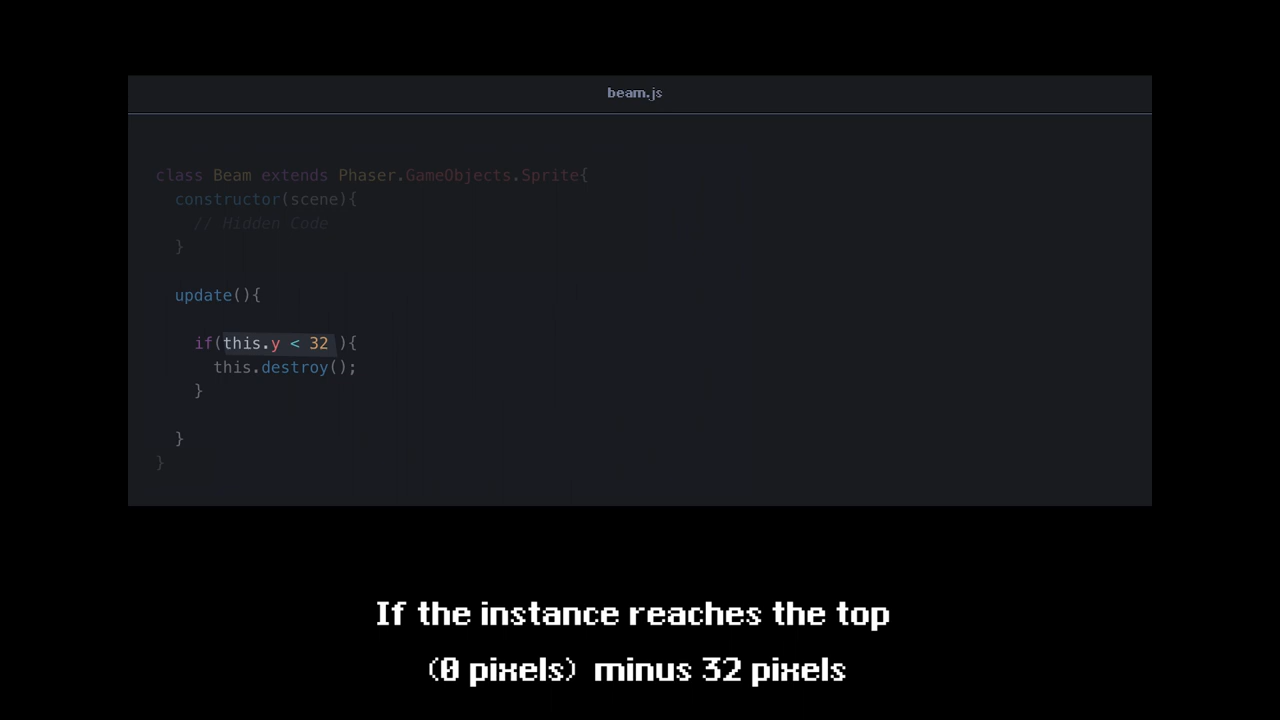 beam.js
class Beam extends Phaser.GameObjects.Sprite{
constructor(scene){
// Hidden Code
}
update(){
if(this.y < 32 ){
this.destroy();
}
}
}
If the instance reaches the top
(0 pixels) minus 32 pixels